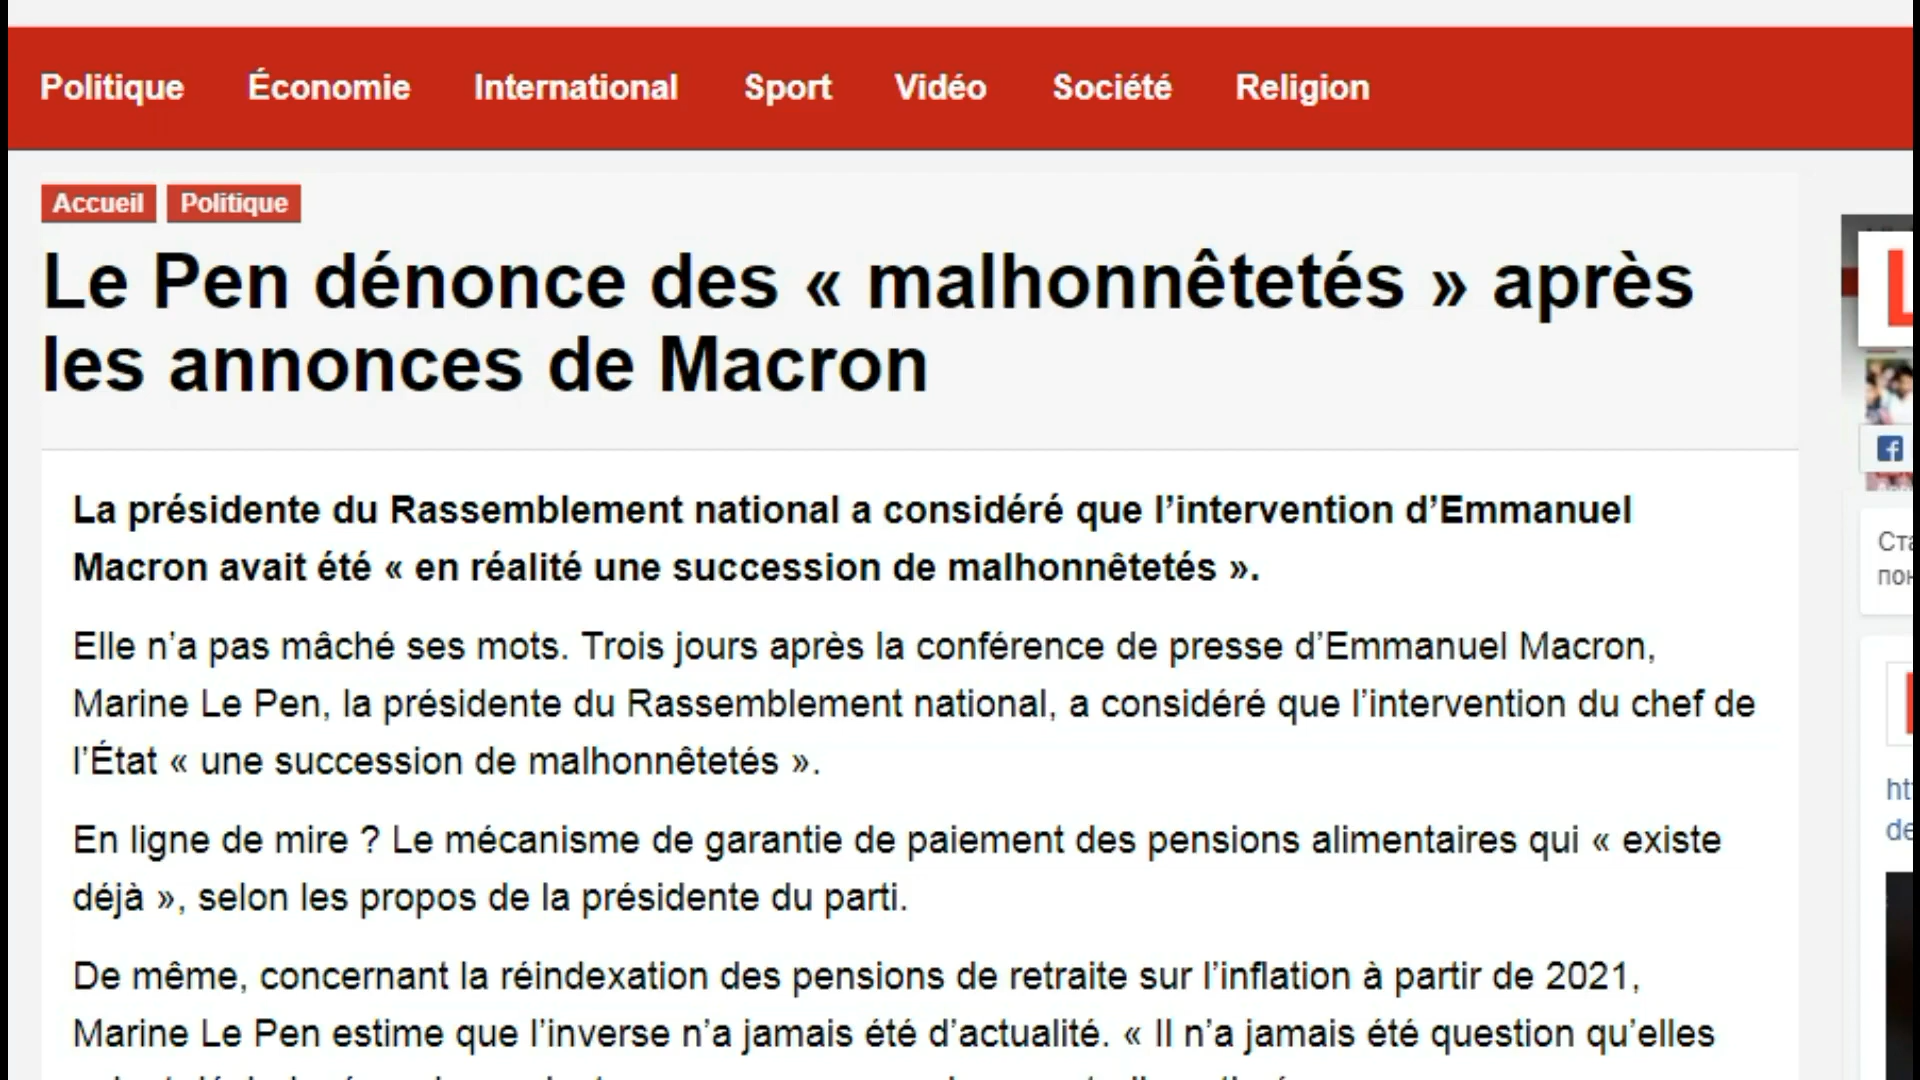 Politique Économie International Sport Vidéo Société Religion
Accueil Politique
Le Pen dénonce des « malhonnêtetés » après
les annonces de Macron
La présidente du Rassemblement national a considéré que l’intervention d’Emmanuel
Macron avait été « en réalité une succession de malhonnêtetés ».
Elle n’a pas mâché ses mots. Trois jours après la conférence de presse d’Emmanuel Macron,
Marine Le Pen, la présidente du Rassemblement national, a considéré que l’intervention du chef de
l’État « une succession de malhonnêtetés ».
En ligne de mire ? Le mécanisme de garantie de paiement des pensions alimentaires qui « existe
déjà », selon les propos de la présidente du parti.
De même, concernant la réindexation des pensions de retraite sur l’inflation à partir de 2021,
Marine Le Pen estime que l’inverse n’a jamais été d’actualité. « Il n’a jamais été question qu’elles